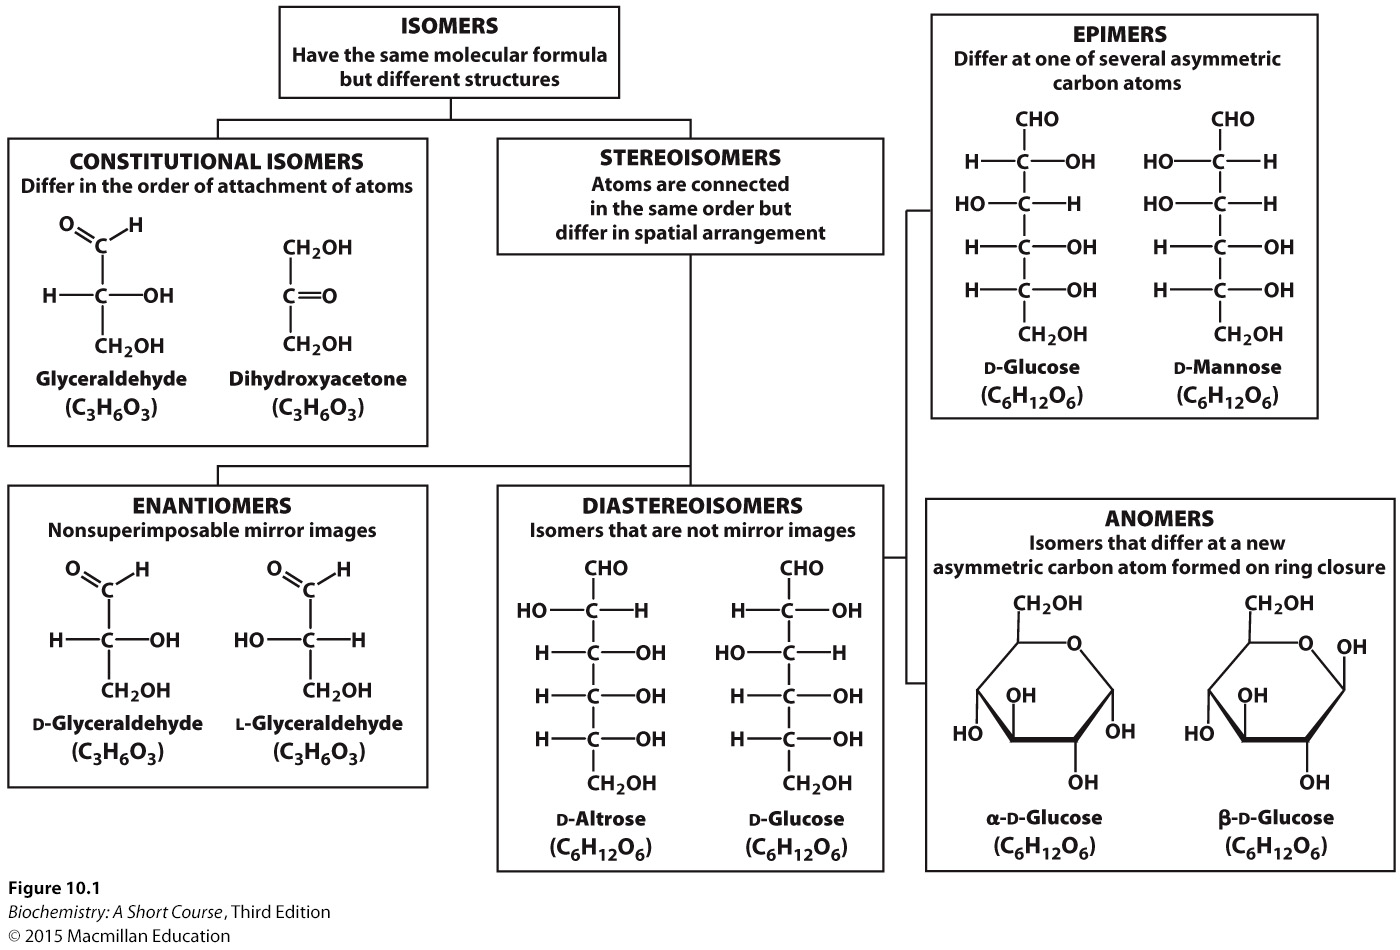 ISOMERS
Have the same molecular formula
but different structures
CONSTITUTIONAL ISOMERS
Differ in the order of attachment of atoms
O H
C
H C OH
CH₂OH
Glyceraldehyde
(C₃H₆O₃)
CH₂OH
C=O
CH₂OH
Dihydroxyacetone
(C₃H₆O₃)
STEREOISOMERS
Atoms are connected
in the same order but
differ in spatial arrangement
EPIMERS
Differ at one of several asymmetric
carbon atoms
CHO
H C OH
HO C H
H C OH
H C OH
CH₂OH
D-Glucose
(C₆H₁₂O₆)
CHO
HO C H
HO C H
H C OH
H C OH
CH₂OH
D-Mannose
(C₆H₁₂O₆)
ENANTIOMERS
Nonsuperimposable mirror images
O H
C
H C OH
CH₂OH
D-Glyceraldehyde
(C₃H₆O₃)
O H
C
HO C H
CH₂OH
L-Glyceraldehyde
(C₃H₆O₃)
DIASTEREOISOMERS
Isomers that are not mirror images
CHO
HO C H
H C OH
H C OH
H C OH
CH₂OH
D-Altrose
(C₆H₁₂O₆)
CHO
H C OH
HO C H
H C OH
H C OH
CH₂OH
D-Glucose
(C₆H₁₂O₆)
ANOMERS
Isomers that differ at a new
asymmetric carbon atom formed on ring closure
CH₂OH
O
OH
HO OH
OH
α-D-Glucose
(C₆H₁₂O₆)
CH₂OH
O OH
OH
HO
OH
β-D-Glucose
(C₆H₁₂O₆)
Figure 10.1
Biochemistry: A Short Course, Third Edition
© 2015 Macmillan Education